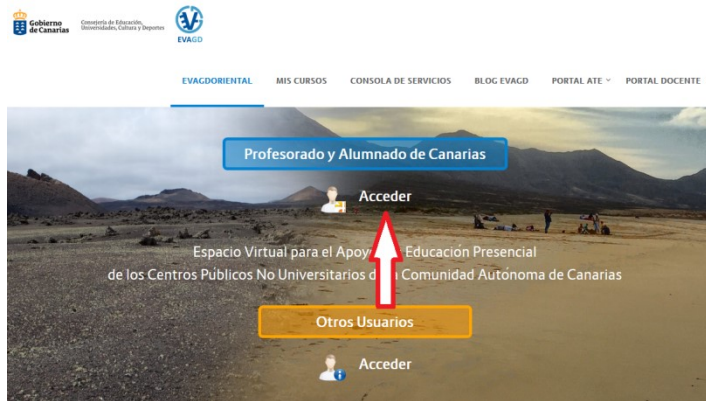 Gobierno
de Canarias
Consejería de Educación,
Universidades, Cultura y Deportes
EVAGD
EVAGDORIENTAL MIS CURSOS CONSOLA DE SERVICIOS BLOG EVAGD PORTAL ATE PORTAL DOCENTE
Profesorado y Alumnado de Canarias
Acceder
Espacio Virtual para el Apoyo Educación Presencial
de los Centros Públicos No Universitarios Comunidad Autónoma de Canarias
Otros Usuarios
Acceder